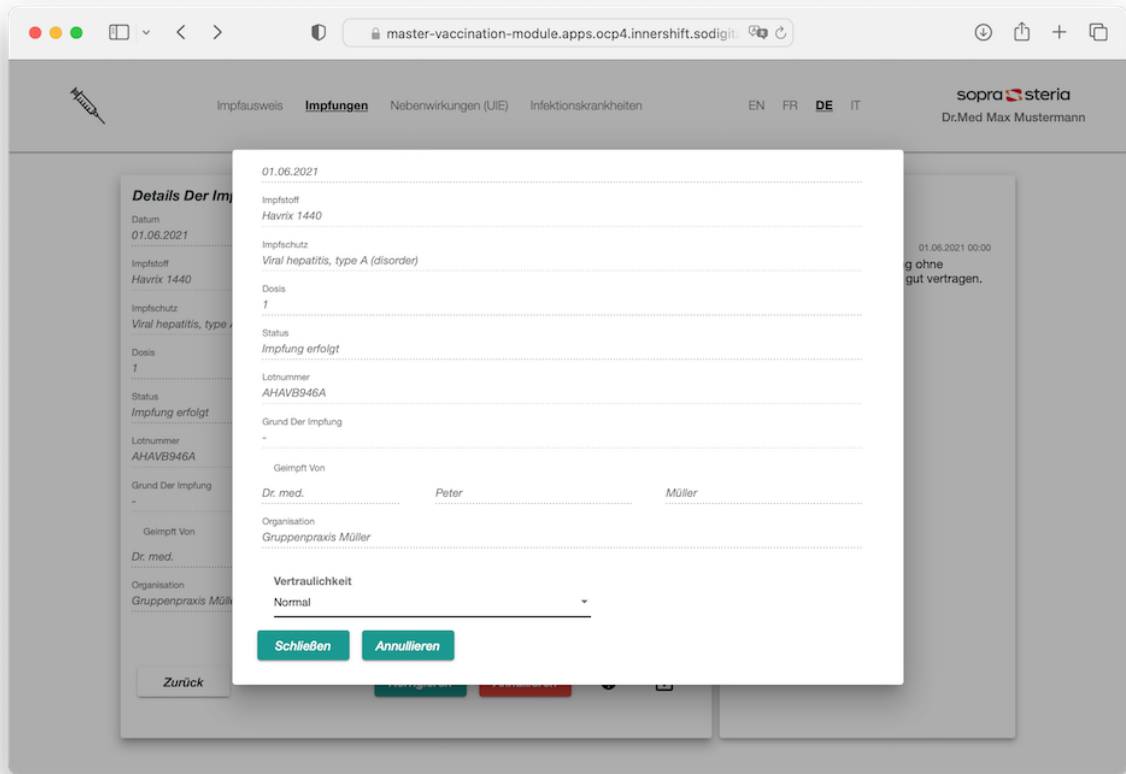 master-vaccination-module.apps.ocp4.innershift.sodigit
Impfausweis Impfungen Nebenwirkungen (UIE) Infektionskrankheiten EN FR DE IT
sopra steria
Dr.Med Max Mustermann
Details Der Im
Datum
01.06.2021
Impfstoff
Havrix 1440
Impfschutz
Viral hepatitis, type
Dosis
1
Status
Impfung erfolgt
Lotnummer
AHAVB946A
Grund Der Impfung
-
Geimpft Von
Dr. med.
Organisation
Gruppenpraxis Müll
Zurück
01.06.2021
Impfstoff
Havrix 1440
Impfschutz
Viral hepatitis, type A (disorder)
Dosis
1
Status
Impfung erfolgt
Lotnummer
AHAVB946A
Grund Der Impfung
-
Geimpft Von
Dr. med. Peter Müller
Organisation
Gruppenpraxis Müller
Vertraulichkeit
Normal
Schließen Annullieren
01.06.2021 00:00
g ohne
gut vertragen.